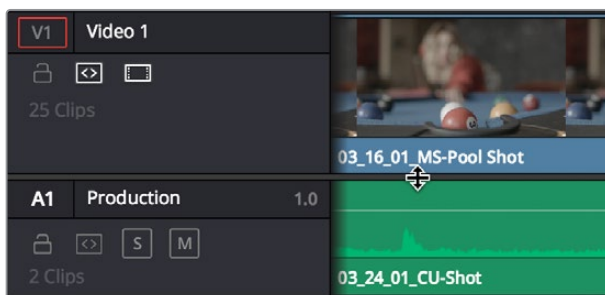 V1 Video 1
25 Clips
03_16_01_MS-Pool Shot
A1 Production 1.0
S M
2 Clips
03_24_01_CU-Shot